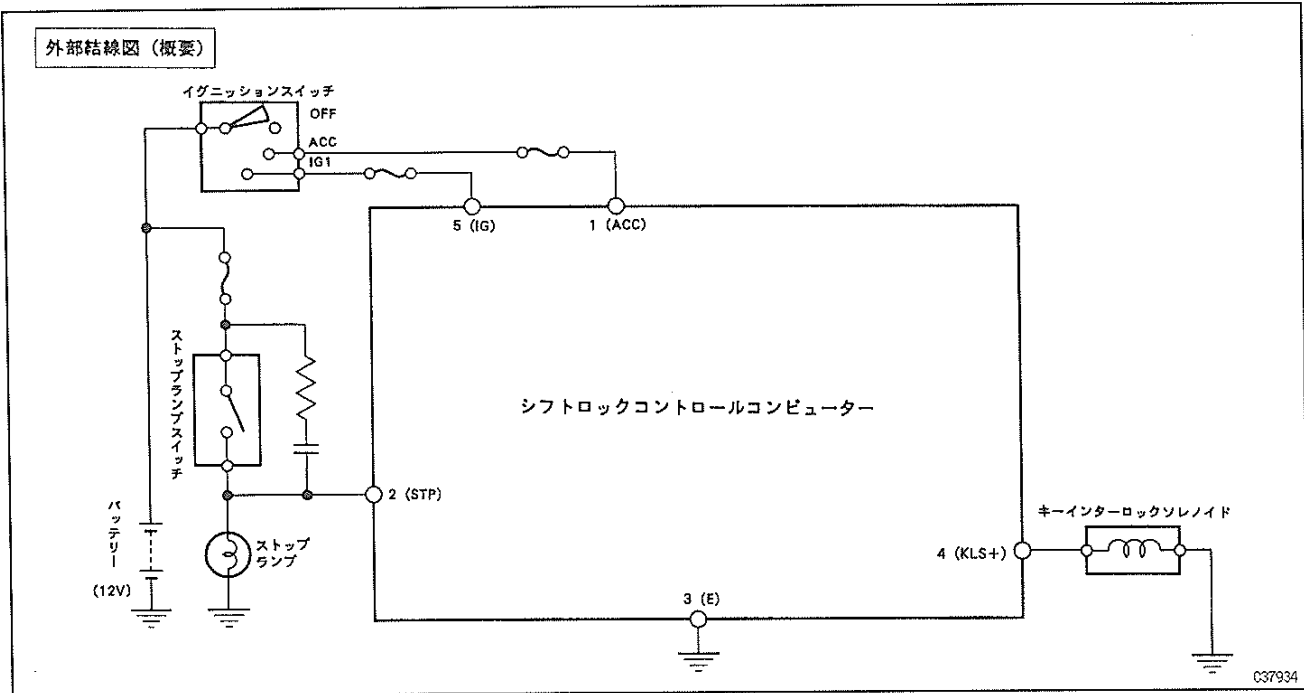 外部結線図（概要）
イグニッションスイッチ
OFF
ACC
IG1
5 (IG)
1 (ACC)
ストップランプスイッチ
シフトロックコントロールコンピューター
2 (STP)
バッテリー
(12V)
ストップ
ランプ
キーインターロックソレノイド
4 (KLS+)
3 (E)
C37934